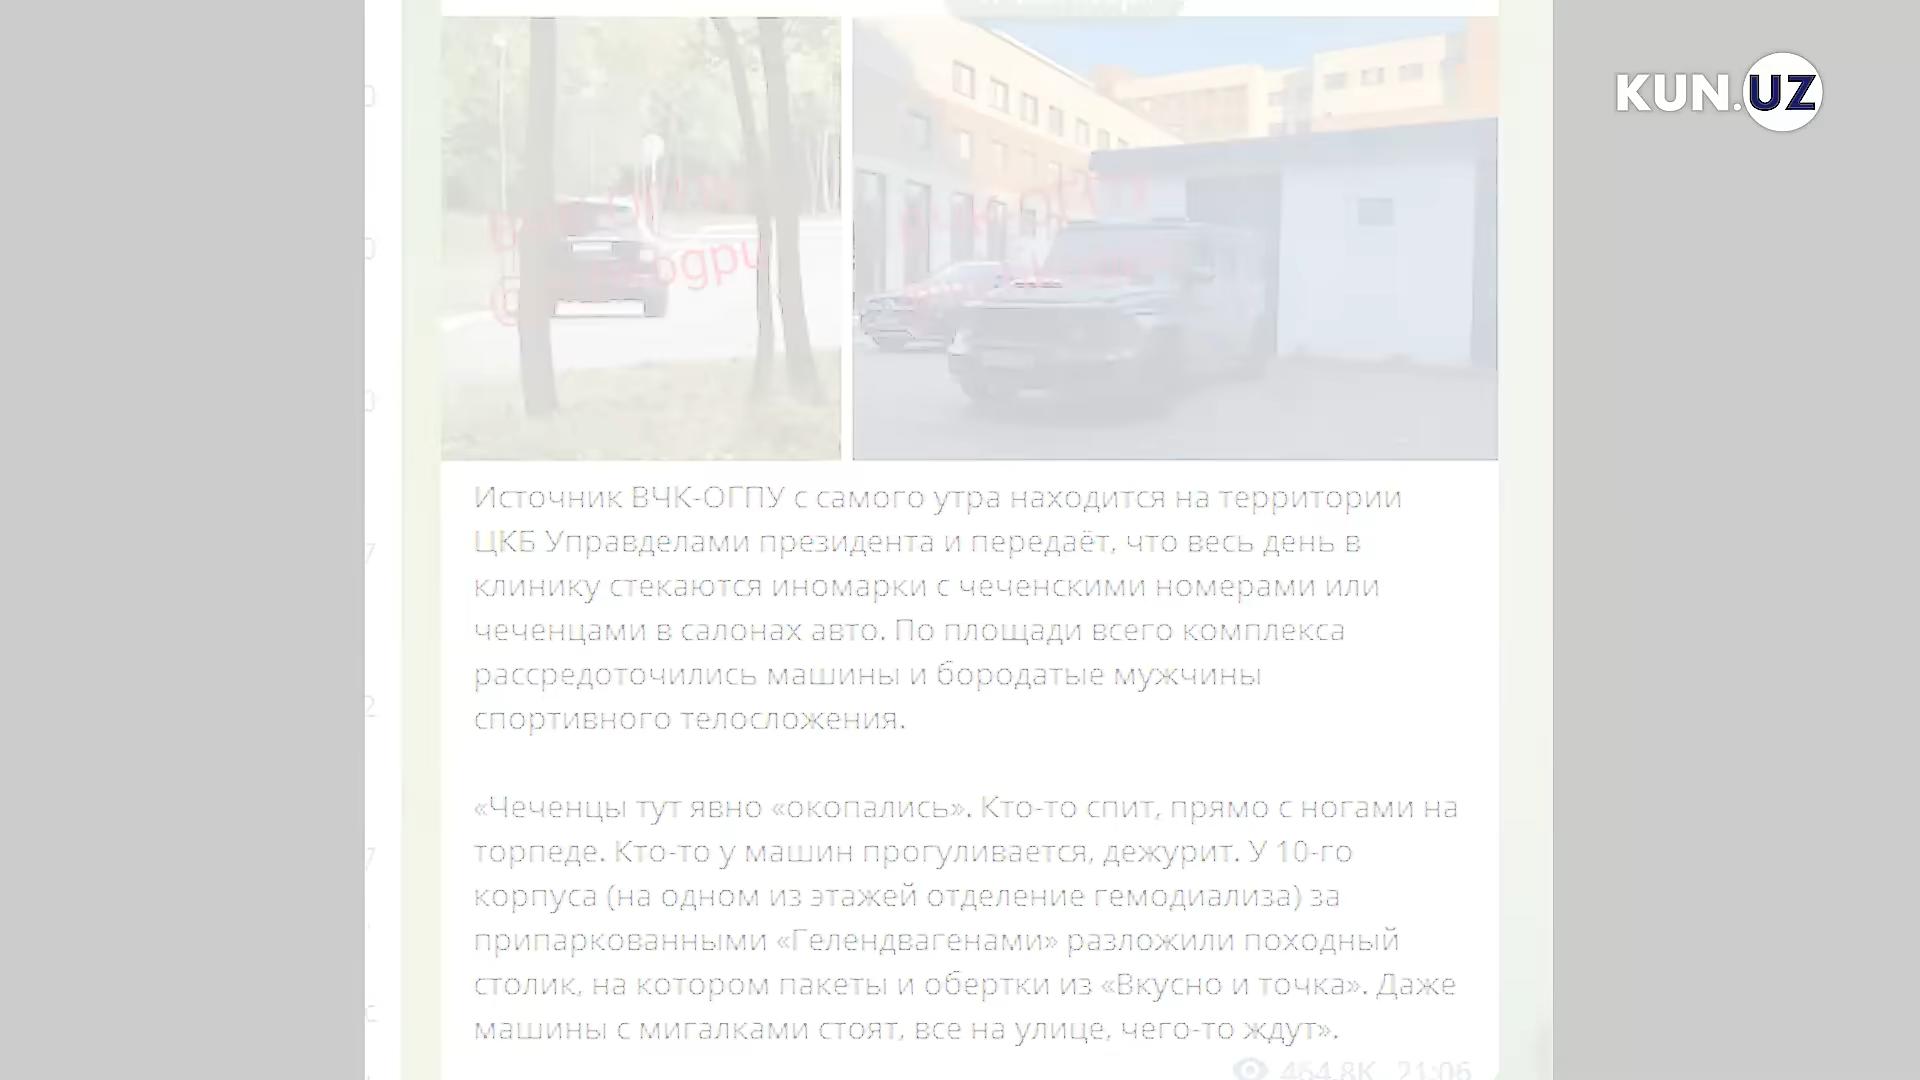 KUN.UZ
Источник ВЧК-ОГПУ с самого утра находится на территории
ЦКБ Управделами президента и передаёт, что весь день в
клинику стекаются иномарки с чеченскими номерами или
чеченцами в салонах авто. По площади всего комплекса
рассредоточились машины и бородатые мужчины
спортивного телосложения.
«Чеченцы тут явно «окопались». Кто-то спит, прямо с ногами на
торпеде. Кто-то у машин прогуливается, дежурит. У 10-го
корпуса (на одном из этажей отделение гемодиализа) за
припаркованными «Гелендвагенами» разложили походный
столик, на котором пакеты и обертки из «Вкусно и точка». Даже
машины с мигалками стоят, все на улице, чего-то ждут».
464.8K 21:06